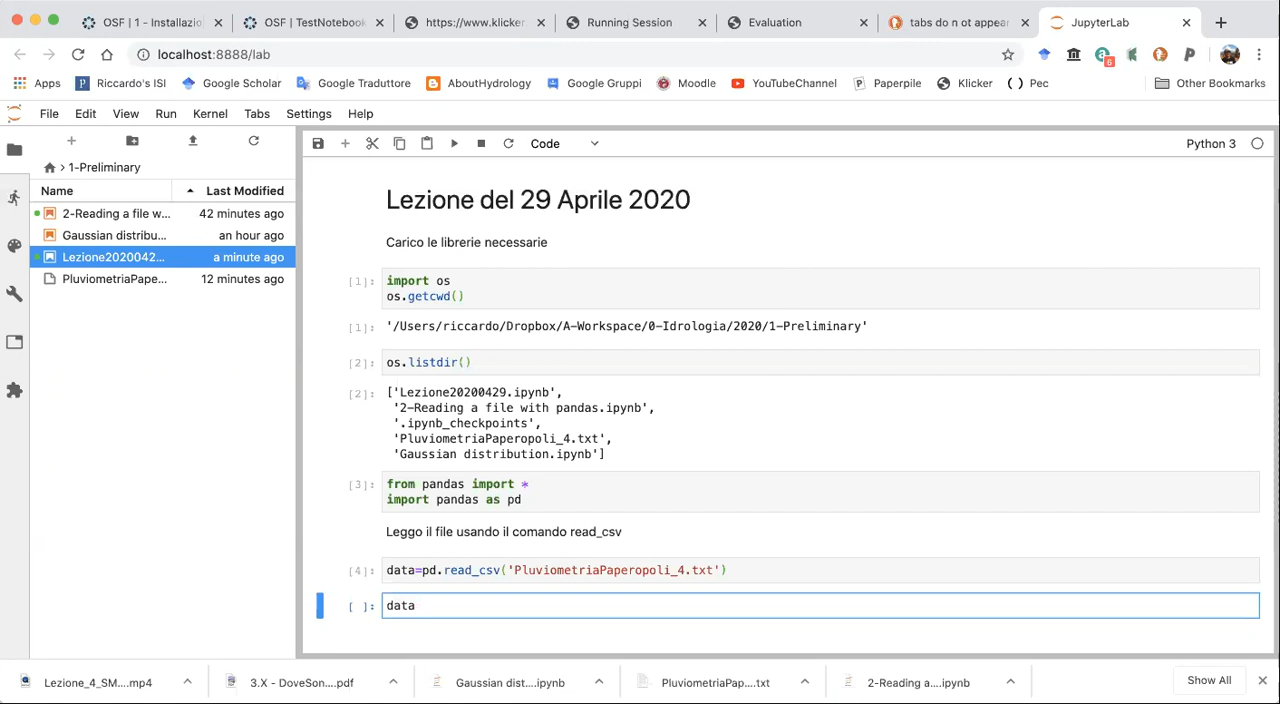 OSF | 1 - Installazio
OSF | TestNotebook
https://www.klicker.
Running Session
Evaluation
tabs do n ot appear
JupyterLab
localhost:8888/lab
6
Apps
Riccardo's ISI
Google Scholar
Google Traduttore
AboutHydrology
Google Gruppi
Moodle
YouTubeChannel
Paperpile
Klicker
Pec
Other Bookmarks
File Edit View Run Kernel Tabs Settings Help
Code
Python 3
1-Preliminary
Name Last Modified
2-Reading a file w... 42 minutes ago
Gaussian distribu... an hour ago
Lezione2020042... a minute ago
PluviometriaPape... 12 minutes ago
Lezione del 29 Aprile 2020
Carico le librerie necessarie
[1]: import os
os.getcwd()
[1]: '/Users/riccardo/Dropbox/A-Workspace/0-Idrologia/2020/1-Preliminary'
[2]: os.listdir()
[2]: ['Lezione20200429.ipynb',
'2-Reading a file with pandas.ipynb',
'.ipynb_checkpoints',
'PluviometriaPaperopoli_4.txt',
'Gaussian distribution.ipynb']
[3]: from pandas import *
import pandas as pd
Leggo il file usando il comando read_csv
[4]: data=pd.read_csv('PluviometriaPaperopoli_4.txt')
[ ]: data
Lezione_4_SM....mp4
3.X - DoveSon....pdf
Gaussian dist....ipynb
PluviometriaPap....txt
2-Reading a....ipynb
Show All